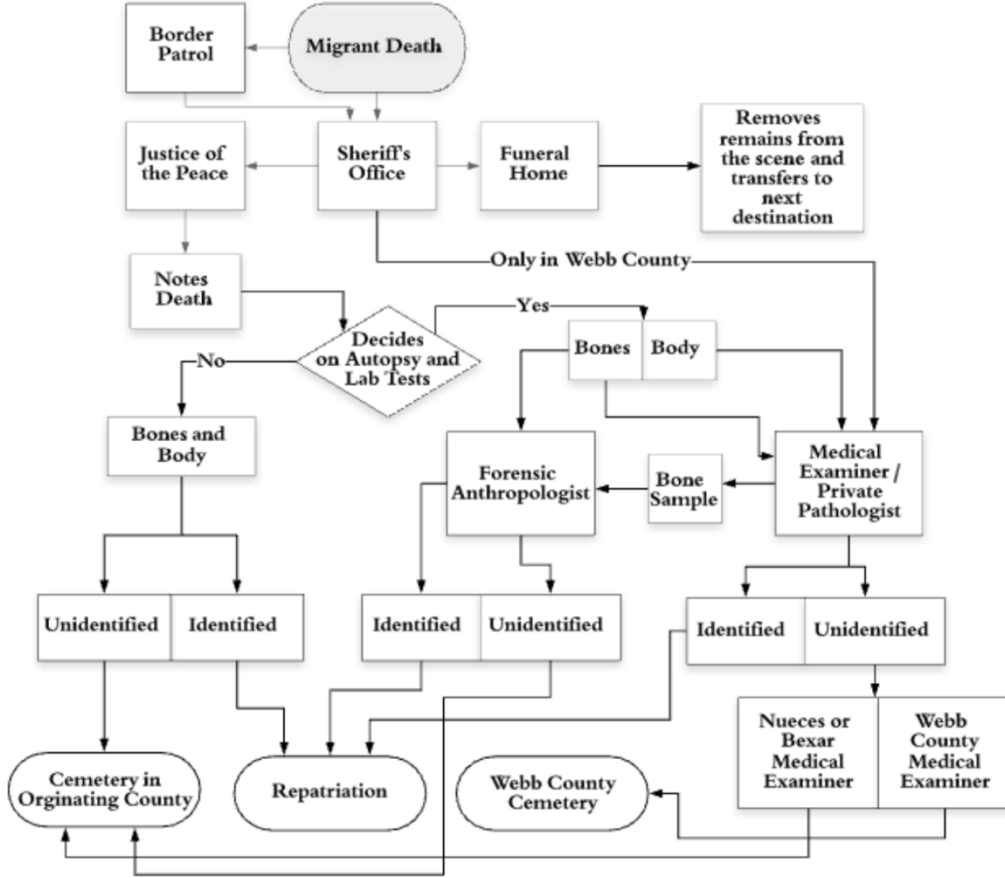 Border
Patrol
Migrant Death
Justice of
the Peace
Sheriff's
Office
Funeral
Home
Removes
remains from
the scene and
transfers to
next
destination
Only in Webb County
Notes
Death
Yes
Decides
on Autopsy and
Lab Tests
No
Bones
Body
Bones and
Body
Forensic
Anthropologist
Bone
Sample
Medical
Examiner /
Private
Pathologist
Unidentified
Identified
Identified
Unidentified
Identified
Unidentified
Nueces or
Bexar
Medical
Examiner
Webb
County
Medical
Examiner
Cemetery in
Orginating County
Repatriation
Webb County
Cemetery